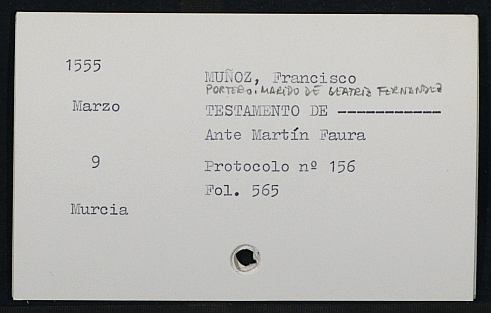 1555
MUÑOZ, Francisco
PORTERO. MARIDO DE BEATRIZ FERNANDEZ
Marzo
TESTAMENTO DE -----------
Ante Martín Faura
9
Protocolo nº 156
Fol. 565
Murcia